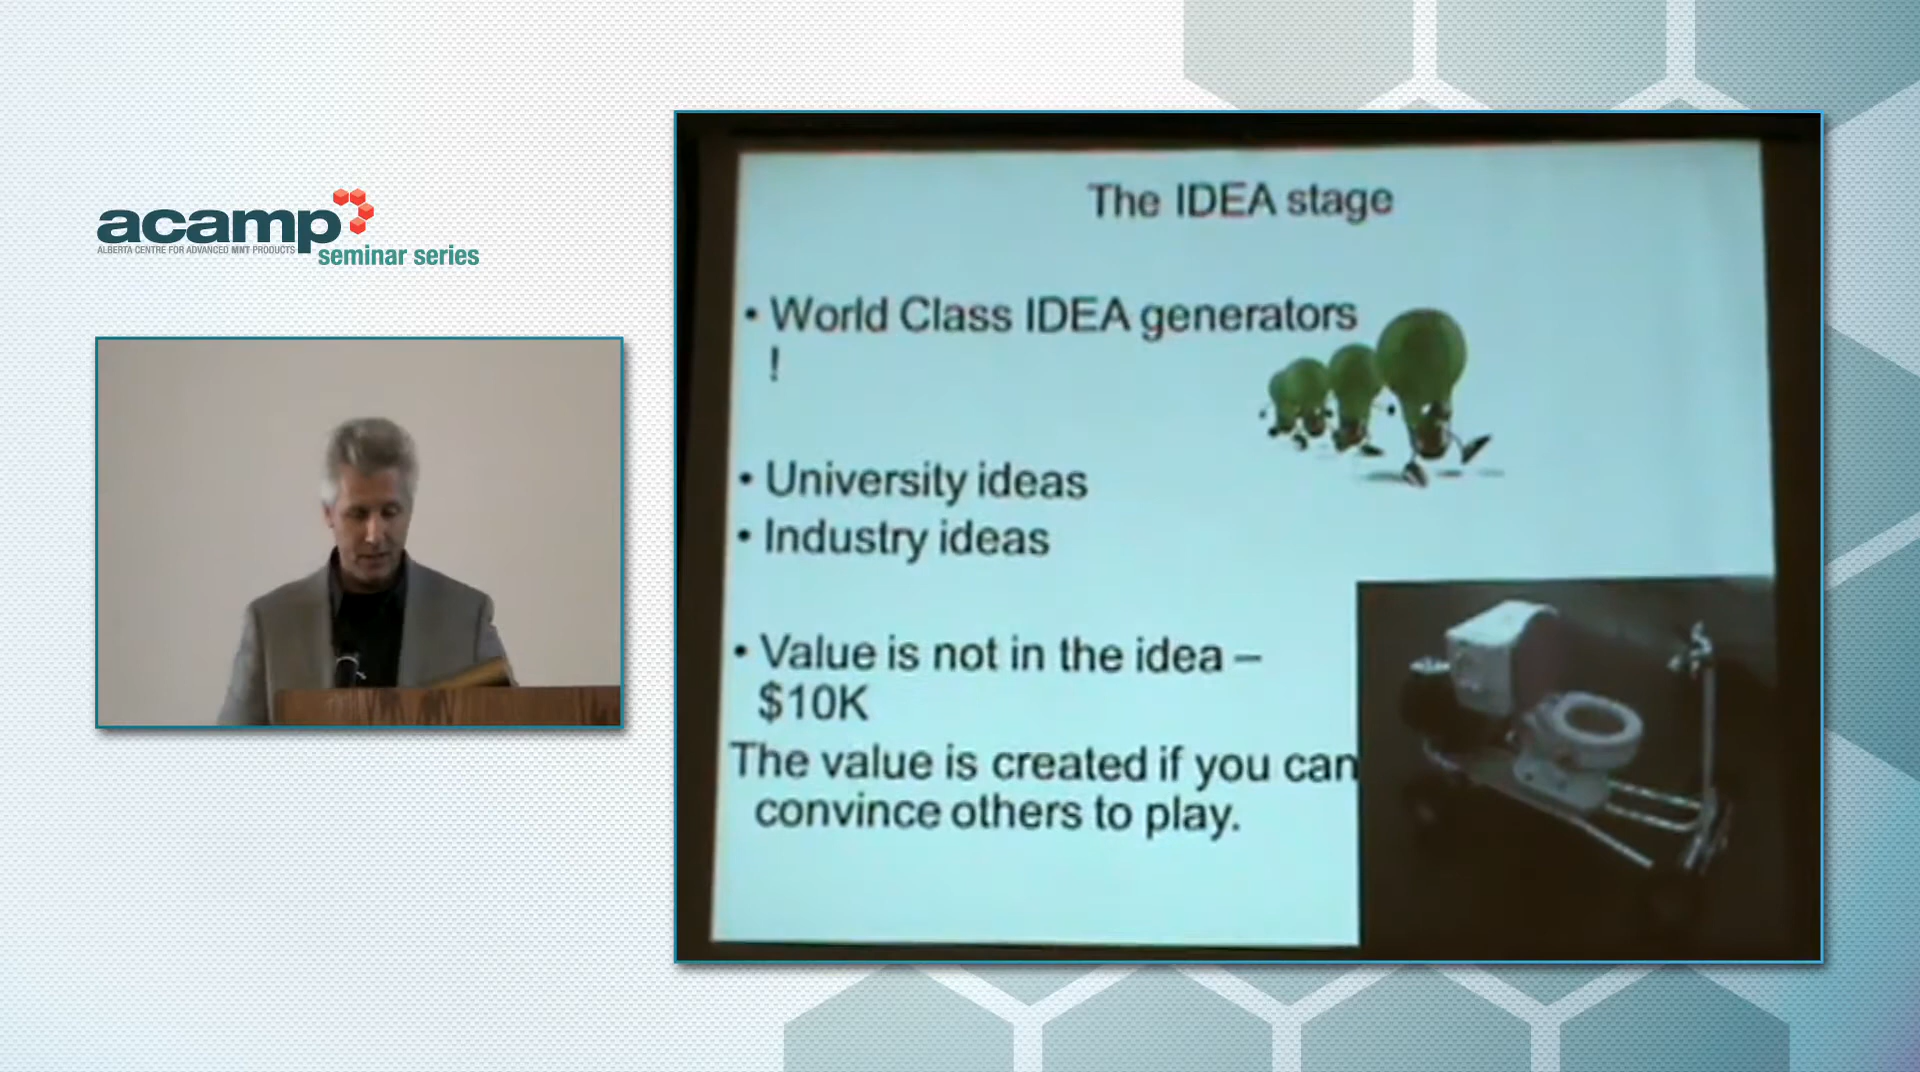 acamp
ALBERTA CENTRE FOR ADVANCED MNT PRODUCTS
seminar series
The IDEA stage
• World Class IDEA generators
!
• University ideas
• Industry ideas
• Value is not in the idea –
$10K
The value is created if you can
convince others to play.